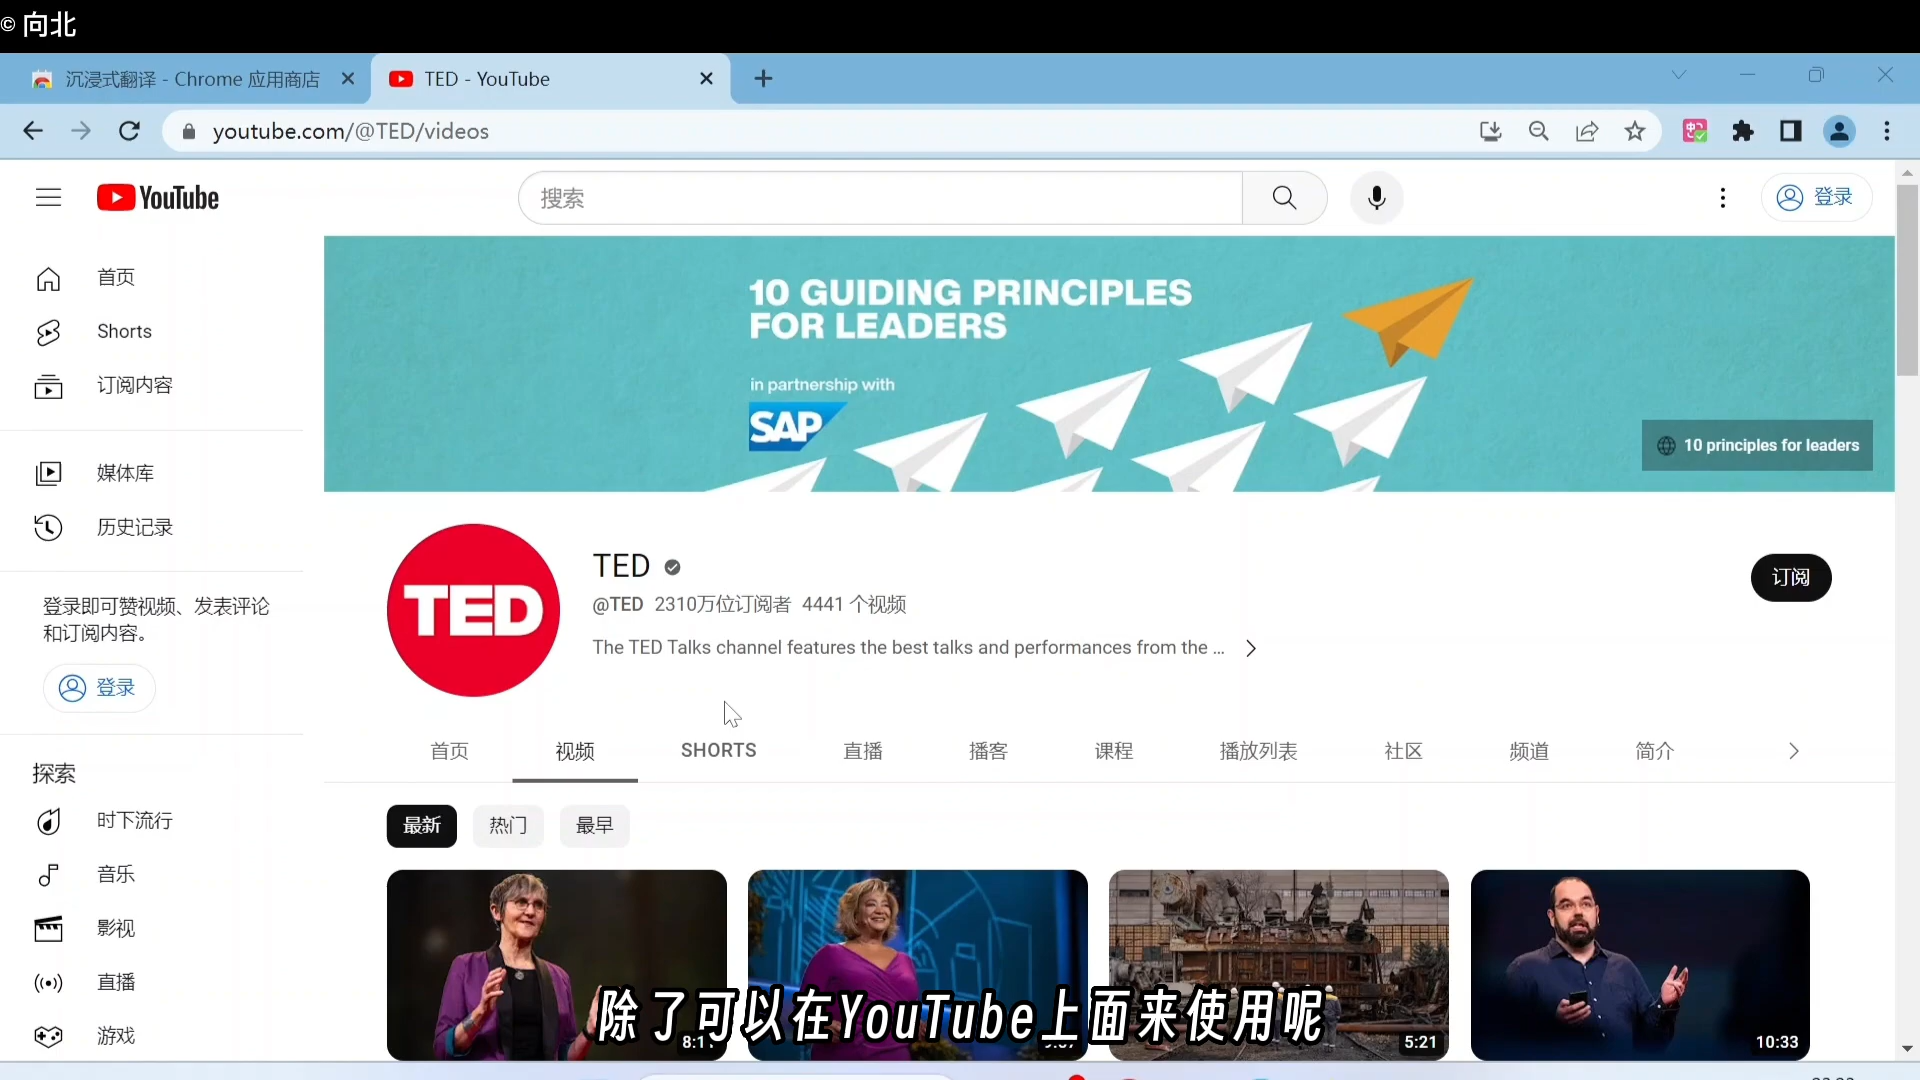 © 向北
沉浸式翻译 - Chrome 应用商店
TED - YouTube
youtube.com/@TED/videos
YouTube
搜索
登录
首页
Shorts
订阅内容
媒体库
历史记录
登录即可赞视频、发表评论
和订阅内容。
登录
探索
时下流行
音乐
影视
直播
游戏
10 GUIDING PRINCIPLES
FOR LEADERS
in partnership with
SAP
10 principles for leaders
TED
TED
@TED 2310万位订阅者 4441 个视频
The TED Talks channel features the best talks and performances from the ...
订阅
首页 视频 SHORTS 直播 播客 课程 播放列表 社区 频道 简介
最新 热门 最早
5:21
10:33
除了可以在YouTube上面来使用呢